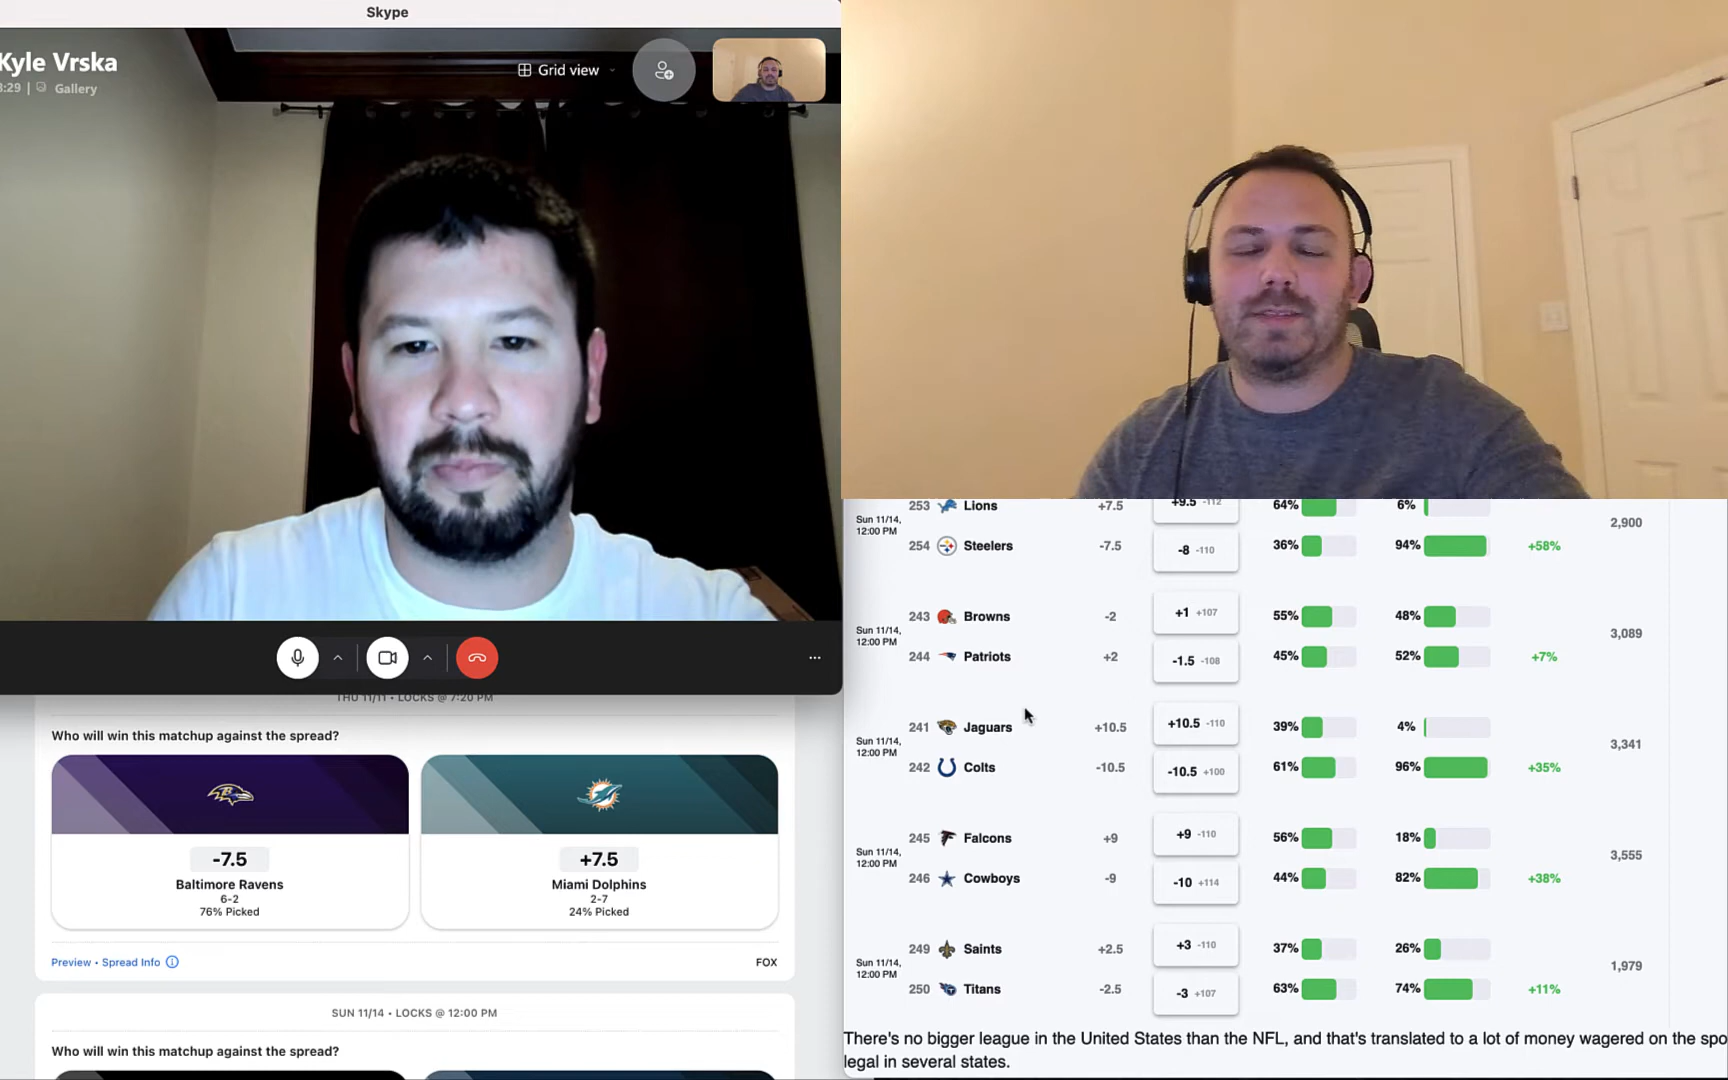 Skype
Kyle Vrska
3:29 | Gallery
Grid view
THU 11/11 • LOCKS @ 7:20 PM
Who will win this matchup against the spread?
-7.5
Baltimore Ravens
6-2
76% Picked
+7.5
Miami Dolphins
2-7
24% Picked
Preview • Spread Info
FOX
SUN 11/14 • LOCKS @ 12:00 PM
Who will win this matchup against the spread?
253 Lions +7.5 +9.5 -112 64% 6%
Sun 11/14, 12:00 PM 2,900
254 Steelers -7.5 -8 -110 36% 94% +58%
243 Browns -2 +1 +107 55% 48%
Sun 11/14, 12:00 PM 3,089
244 Patriots +2 -1.5 -108 45% 52% +7%
241 Jaguars +10.5 +10.5 -110 39% 4%
Sun 11/14, 12:00 PM 3,341
242 Colts -10.5 -10.5 +100 61% 96% +35%
245 Falcons +9 +9 -110 56% 18%
Sun 11/14, 12:00 PM 3,555
246 Cowboys -9 -10 +114 44% 82% +38%
249 Saints +2.5 +3 -110 37% 26%
Sun 11/14, 12:00 PM 1,979
250 Titans -2.5 -3 +107 63% 74% +11%
There's no bigger league in the United States than the NFL, and that's translated to a lot of money wagered on the spo
legal in several states.